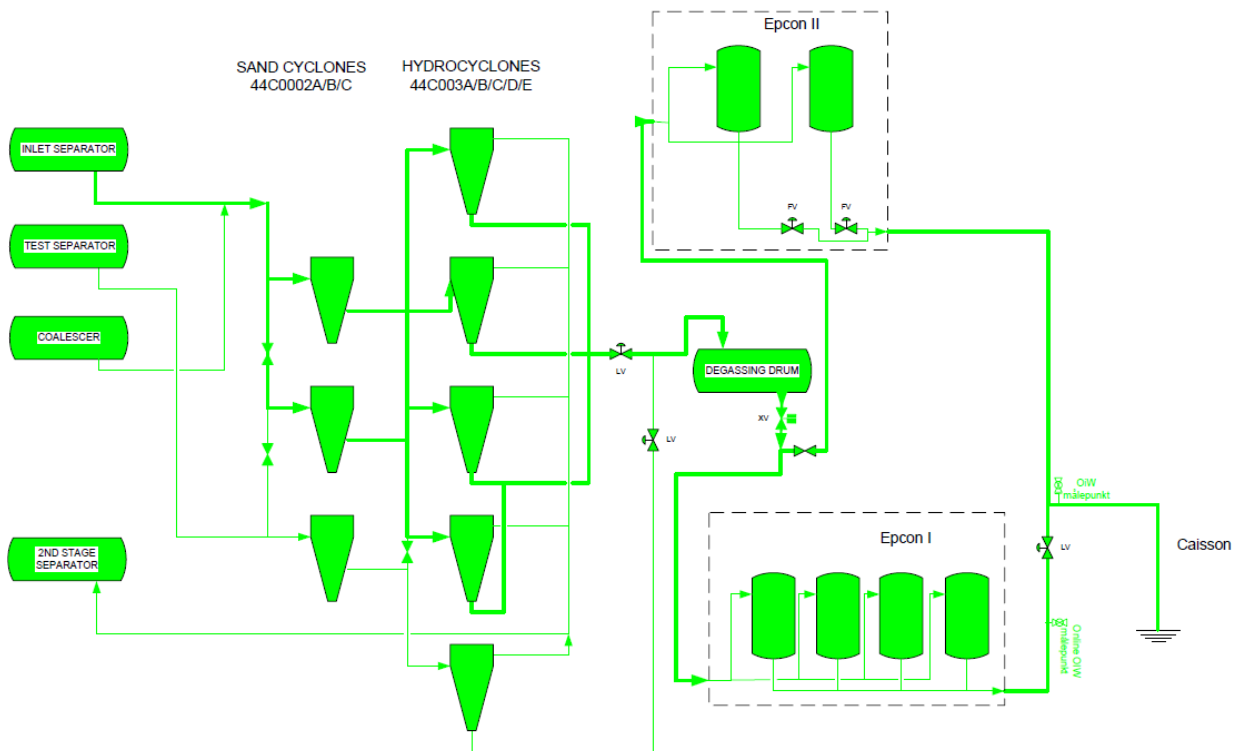 Epcon II
SAND CYCLONES
44C0002A/B/C
HYDROCYCLONES
44C003A/B/C/D/E
INLET SEPARATOR
TEST SEPARATOR
COALESCER
2ND STAGE
SEPARATOR
FV
FV
LV
DEGASSING DRUM
XV
LV
OiW
målepunkt
Epcon I
LV
Caisson
Online OiW
målepunkt